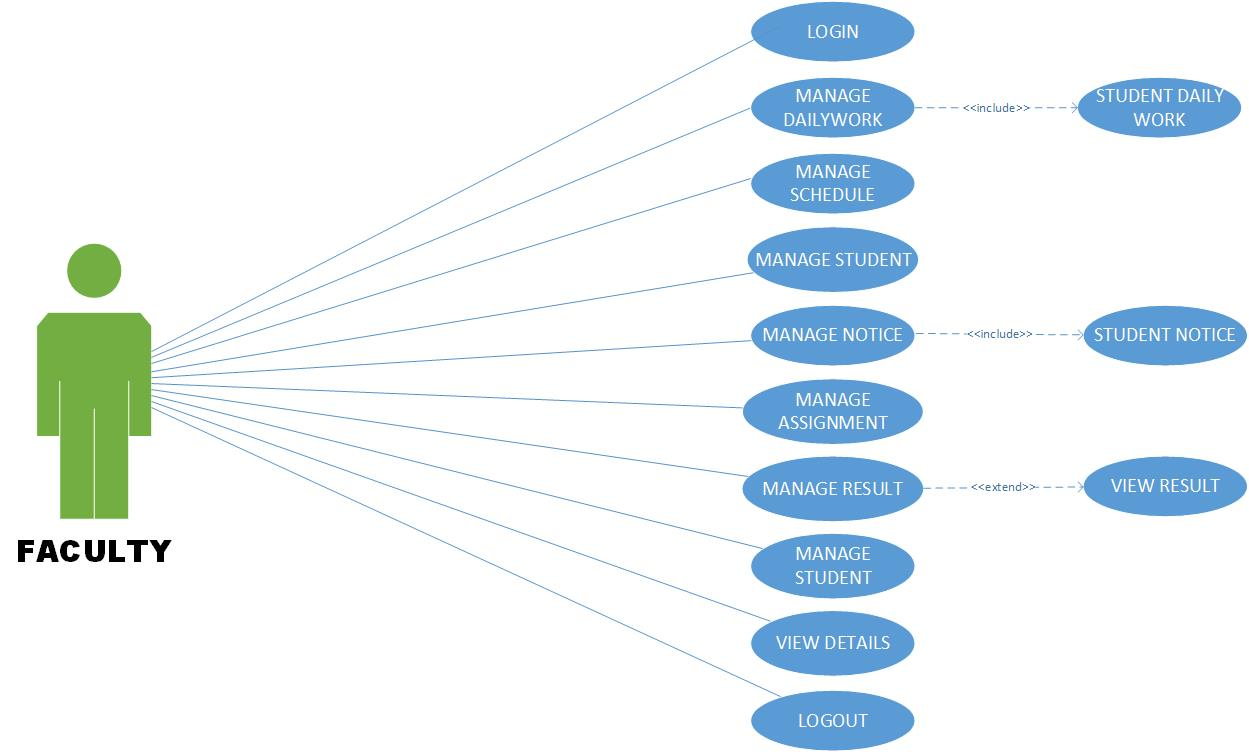 LOGIN
MANAGE
DAILYWORK
<<include>>
STUDENT DAILY
WORK
MANAGE
SCHEDULE
MANAGE STUDENT
MANAGE NOTICE
<<include>>
STUDENT NOTICE
MANAGE
ASSIGNMENT
MANAGE RESULT
<<extend>>
VIEW RESULT
FACULTY
MANAGE
STUDENT
VIEW DETAILS
LOGOUT